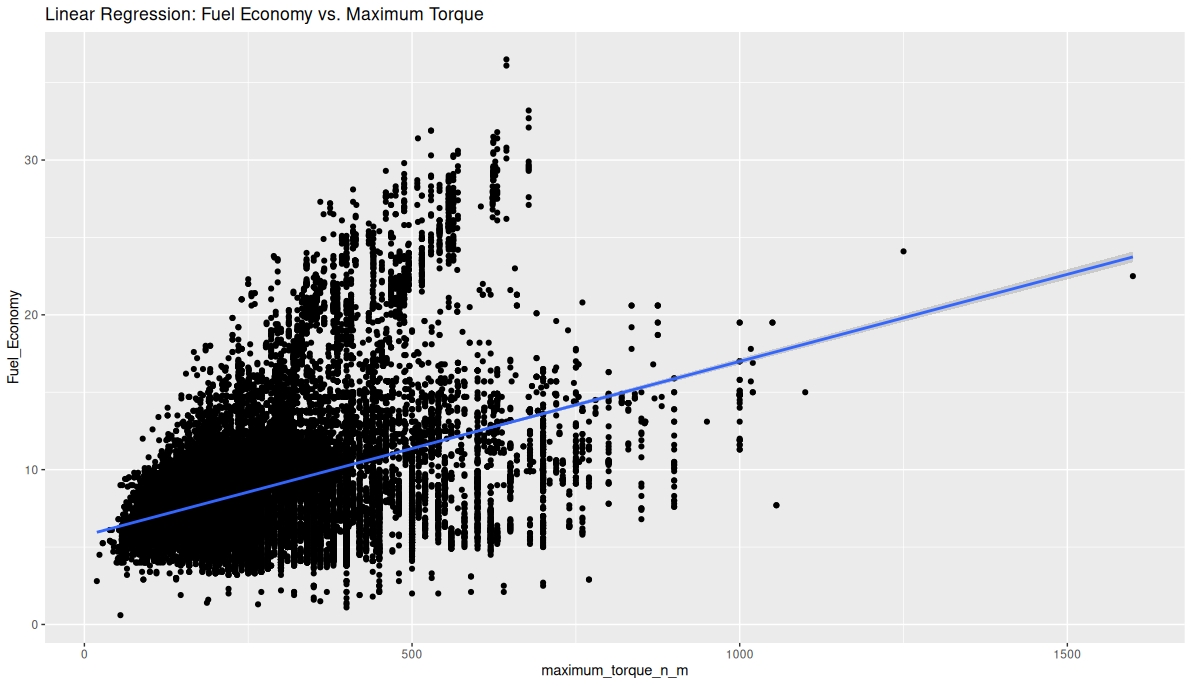 Linear Regression: Fuel Economy vs. Maximum Torque
Fuel_Economy
30
20
10
0
0 500 1000 1500
maximum_torque_n_m